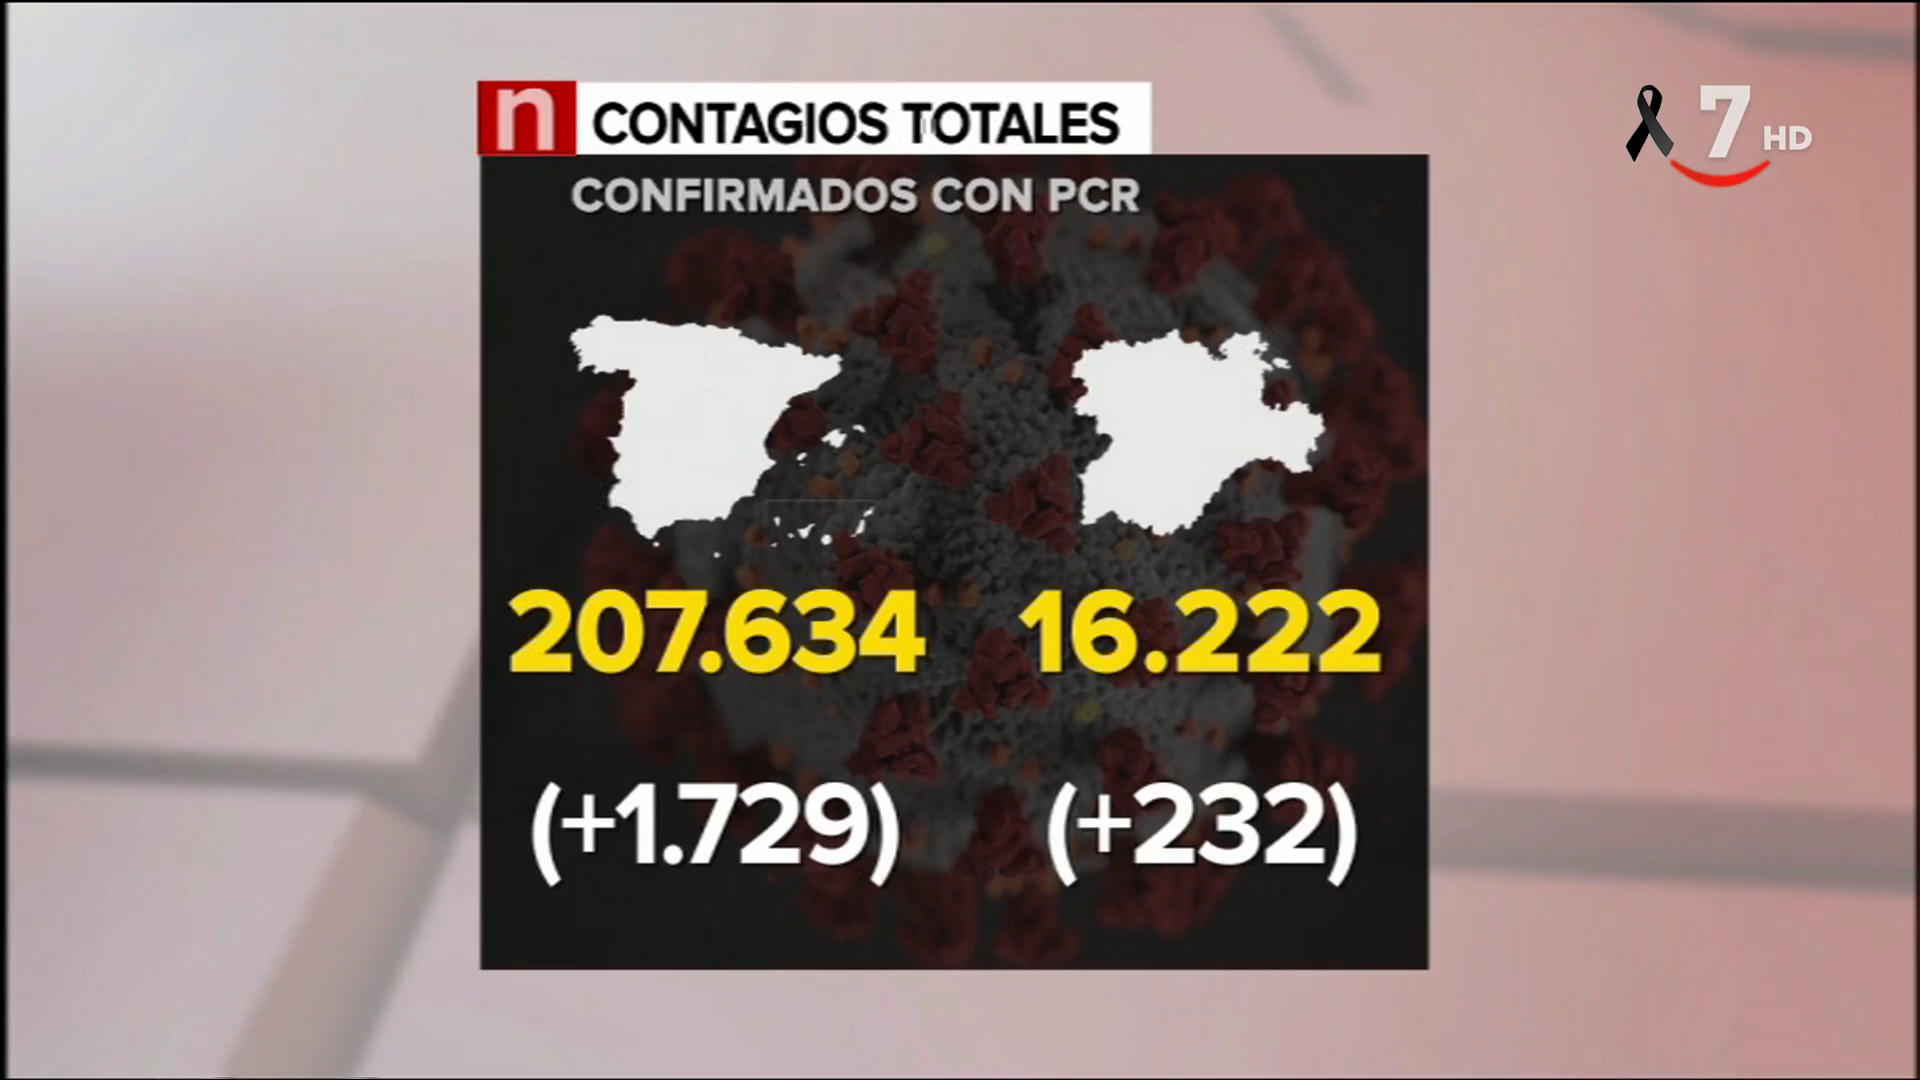 n CONTAGIOS TOTALES
7 HD
CONFIRMADOS CON PCR
207.634 16.222
(+1.729) (+232)